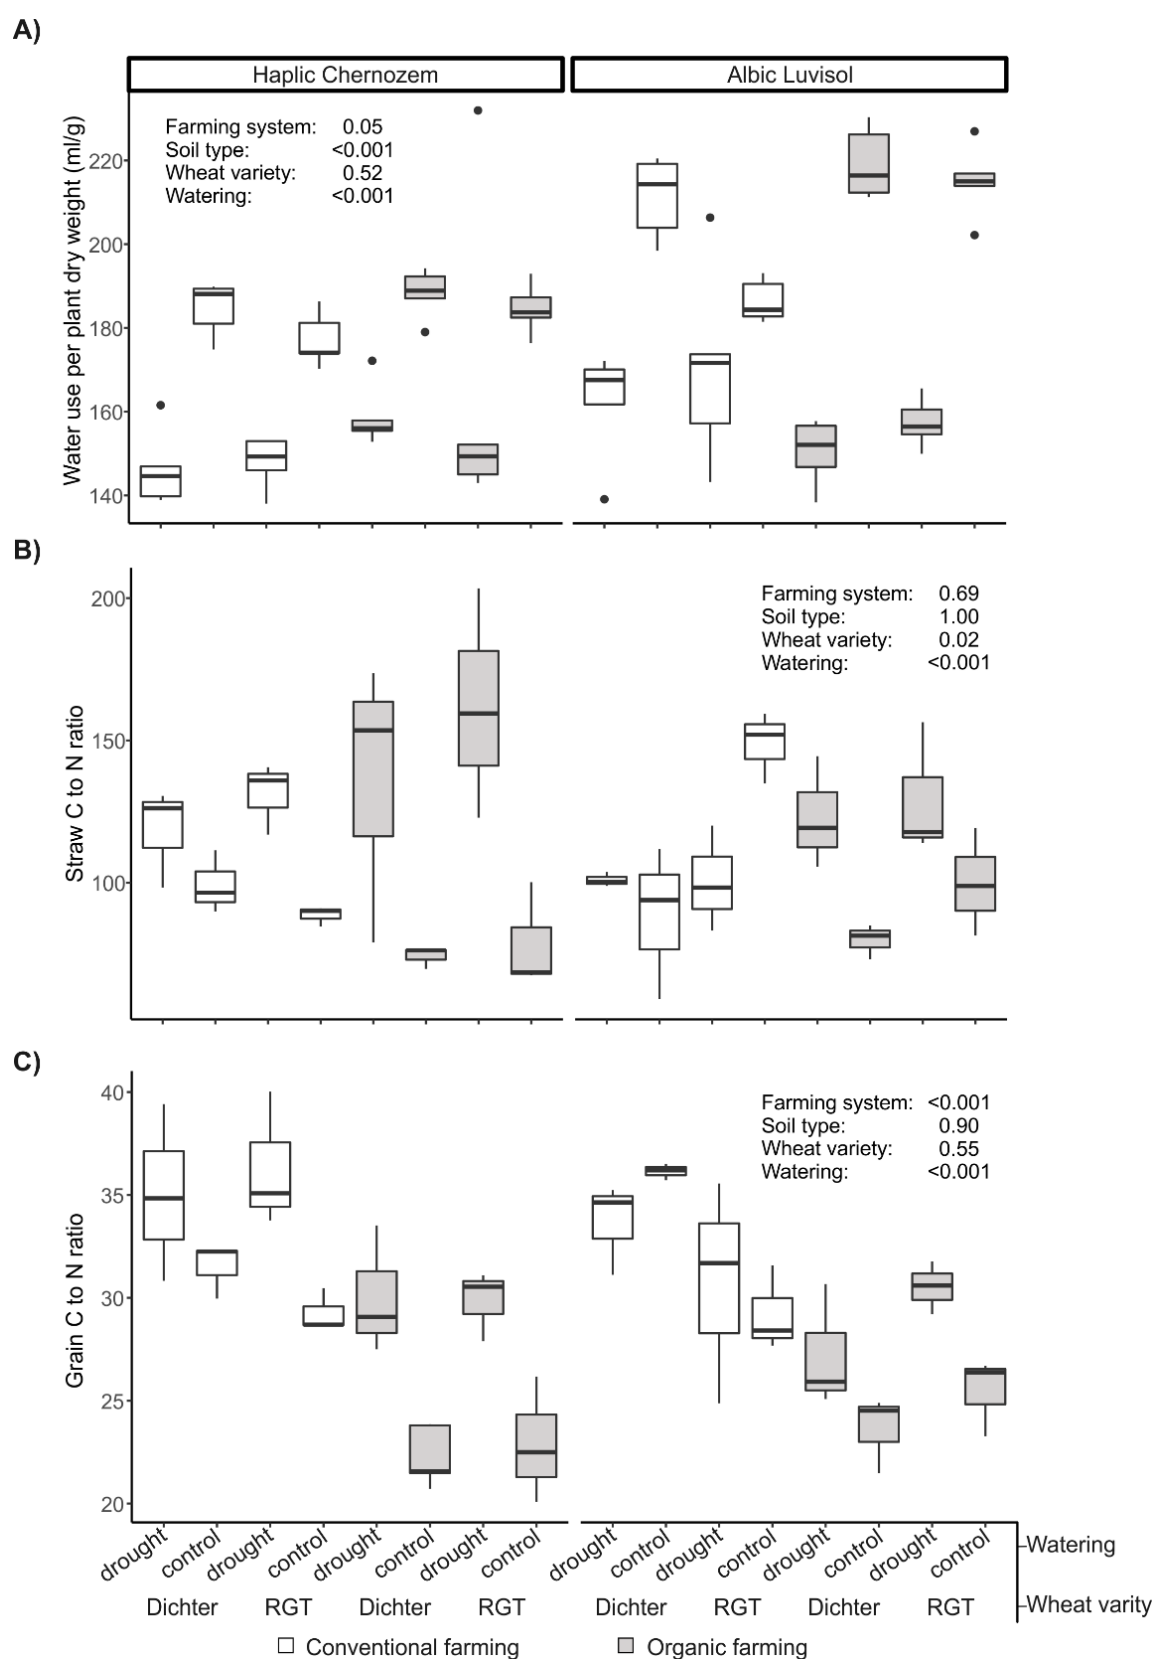 A)
Haplic Chernozem
Albic Luvisol
Water use per plant dry weight (ml/g)
220
200
180
160
140
Farming system: 0.05
Soil type: <0.001
Wheat variety: 0.52
Watering: <0.001
B)
Straw C to N ratio
200
150
100
Farming system: 0.69
Soil type: 1.00
Wheat variety: 0.02
Watering: <0.001
C)
Grain C to N ratio
40
35
30
25
20
Farming system: <0.001
Soil type: 0.90
Wheat variety: 0.55
Watering: <0.001
drought control drought control drought control drought control drought control drought control drought control drought control Watering
Dichter RGT Dichter RGT Dichter RGT Dichter RGT Wheat varity
Conventional farming Organic farming